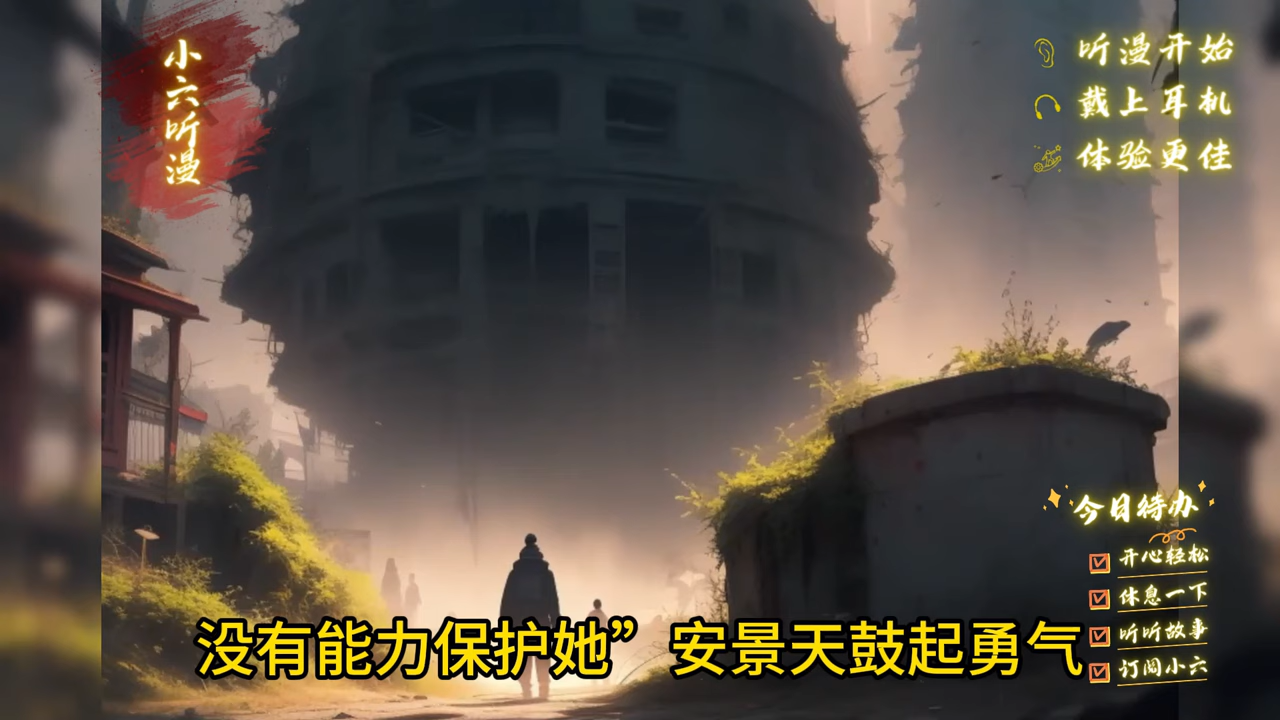 小六听漫
听漫开始
戴上耳机
体验更佳
今日待办
开心轻松
休息一下
听听故事
订阅小六
没有能力保护她”安景天鼓起勇气